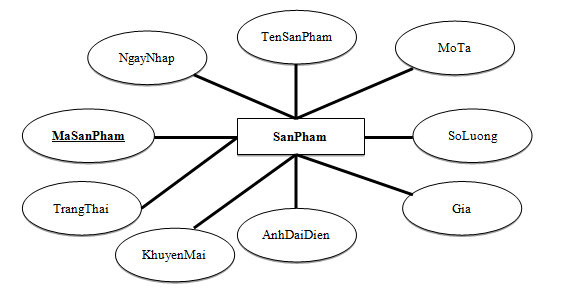 TenSanPham
MoTa
NgayNhap
MaSanPham
SanPham
SoLuong
TrangThai
Gia
AnhDaiDien
KhuyenMai